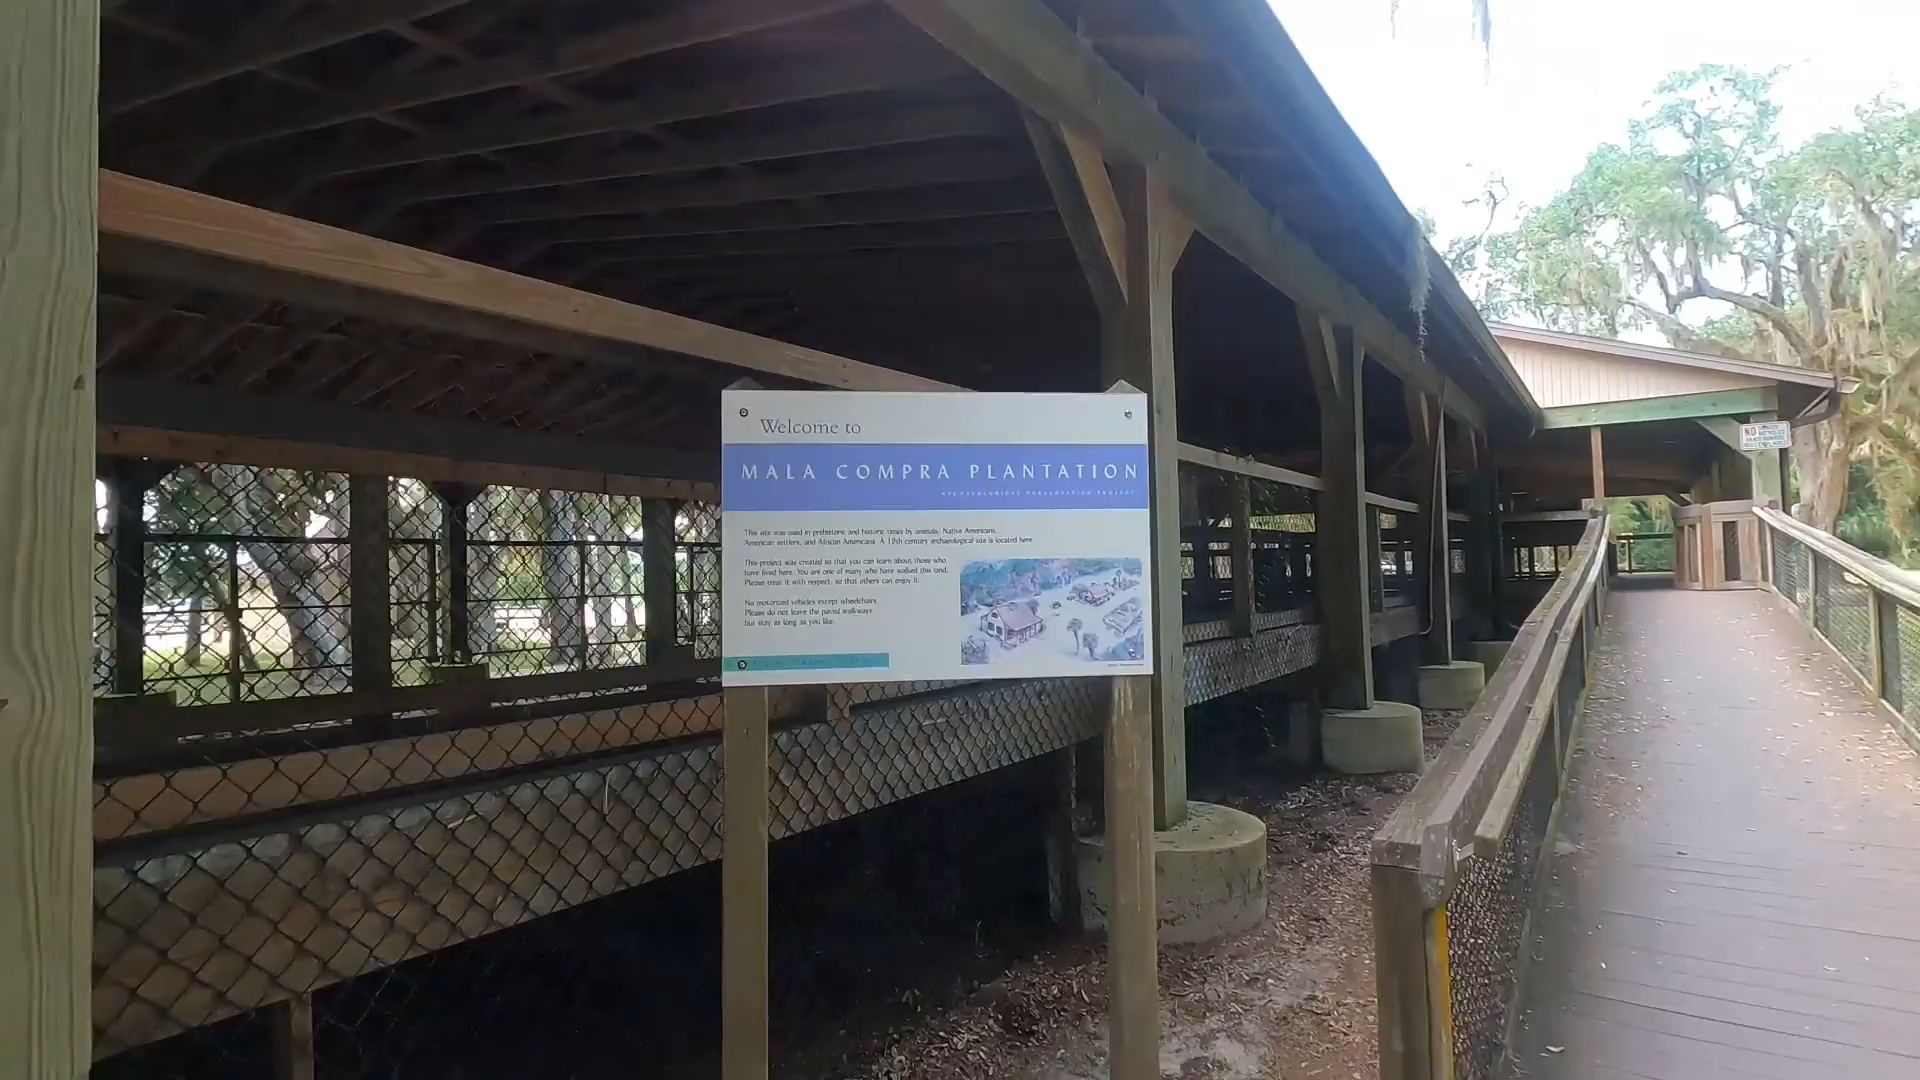 Welcome to
MALA COMPRA PLANTATION
ARCHAEOLOGICAL PRESERVATION PROJECT
This site was used in prehistoric and historic times by animals, Native Americans,
American settlers, and African Americans. A 19th century archaeological site is located here.
This project was created so that you can learn about those who
have lived here. You are one of many who have walked this land.
Please treat it with respect, so that others can enjoy it.
No motorized vehicles except wheelchairs.
Please do not leave the paved walkways
but stay as long as you like.
NO